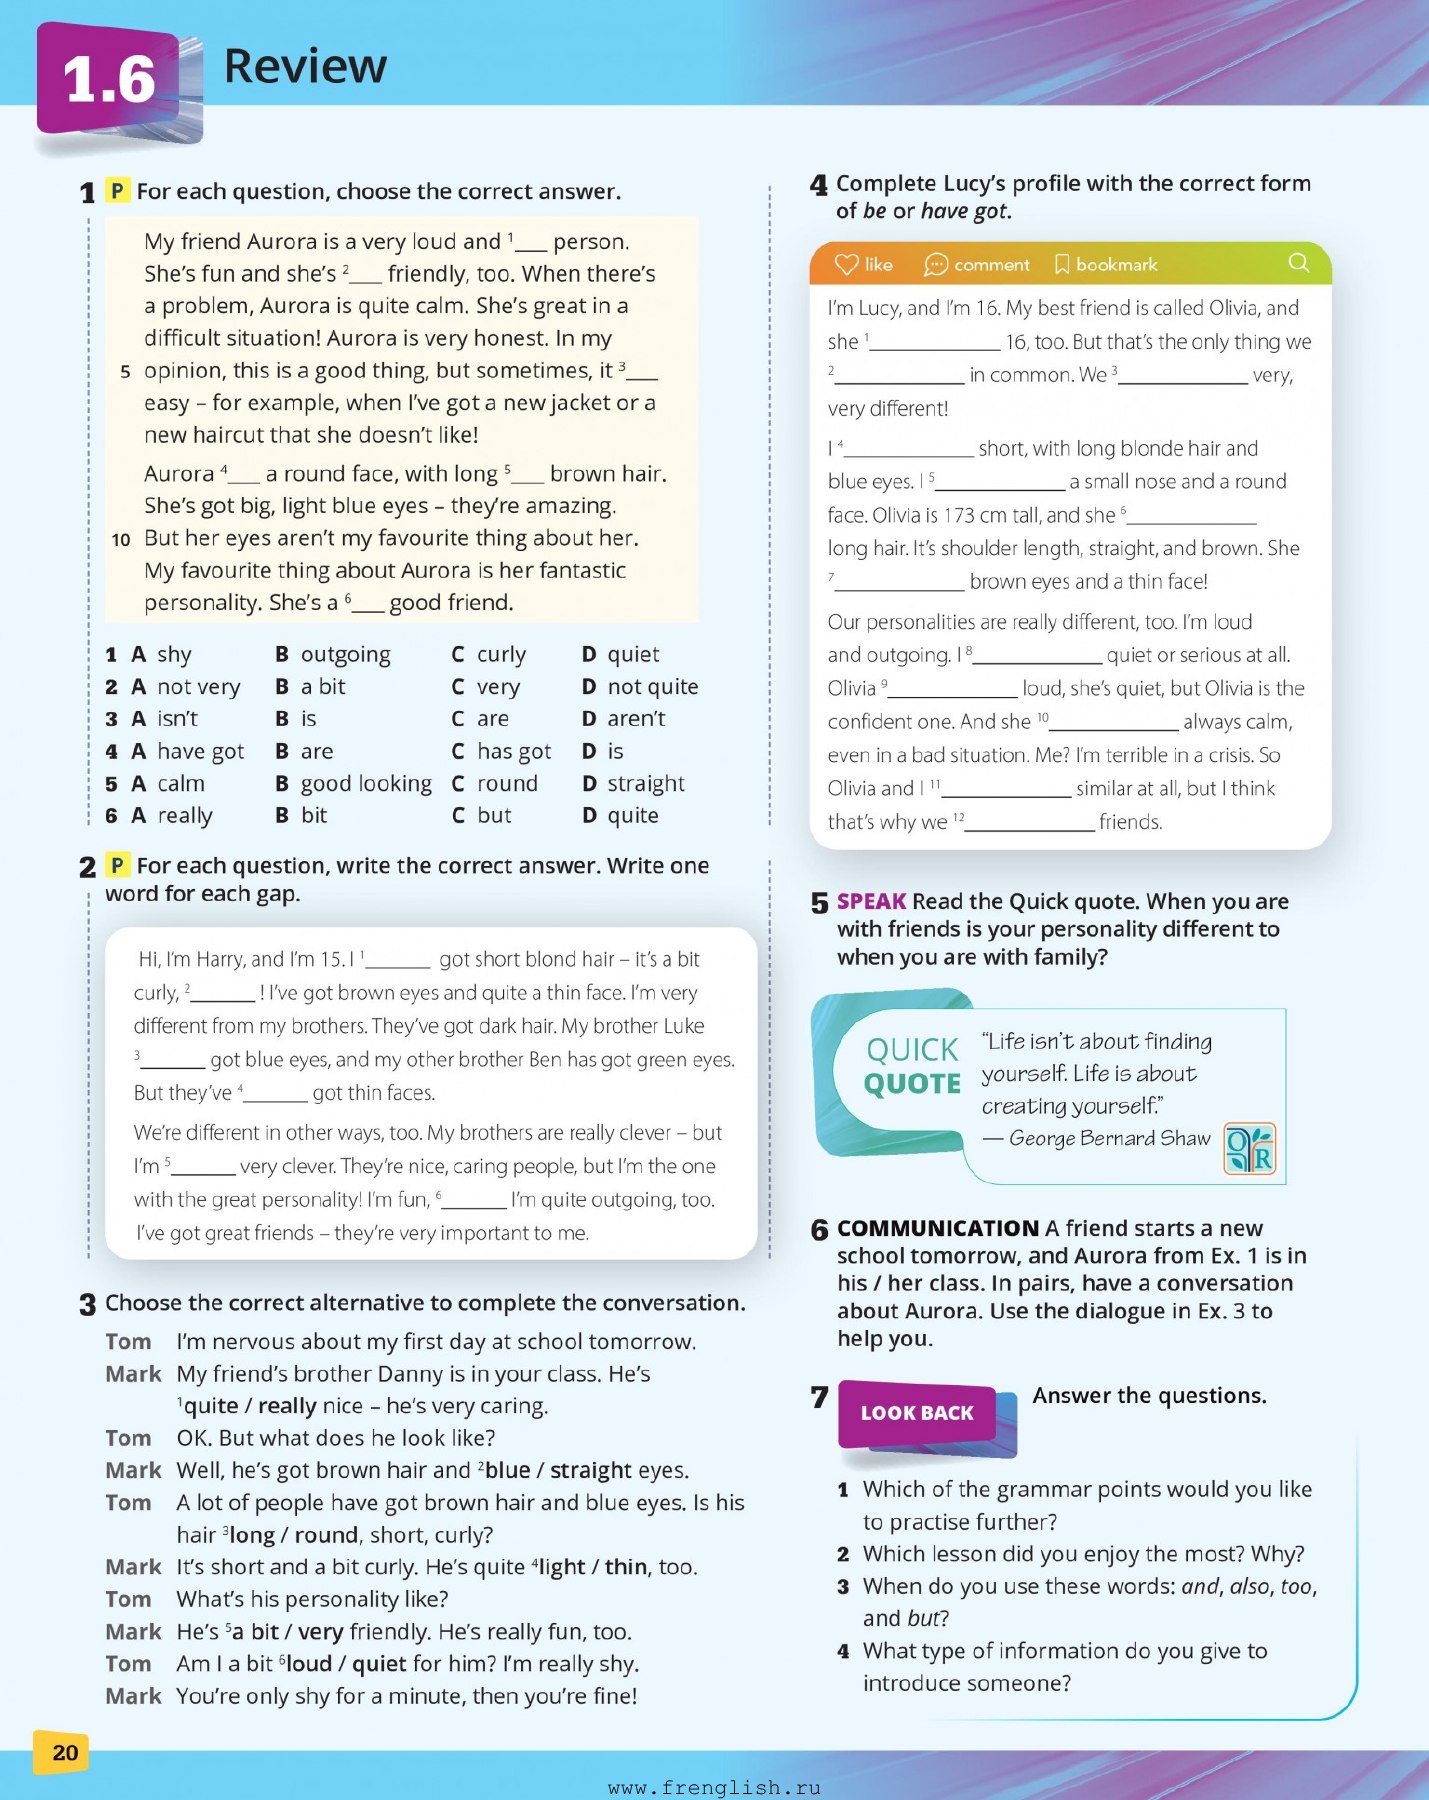 1.6 Review
1 P For each question, choose the correct answer.
My friend Aurora is a very loud and 1___ person.
She's fun and she's 2___ friendly, too. When there's
a problem, Aurora is quite calm. She's great in a
difficult situation! Aurora is very honest. In my
5 opinion, this is a good thing, but sometimes, it 3___
easy – for example, when I've got a new jacket or a
new haircut that she doesn't like!
Aurora 4___ a round face, with long 5___ brown hair.
She's got big, light blue eyes – they're amazing.
10 But her eyes aren't my favourite thing about her.
My favourite thing about Aurora is her fantastic
personality. She's a 6___ good friend.
1 A shy B outgoing C curly D quiet
2 A not very B a bit C very D not quite
3 A isn't B is C are D aren't
4 A have got B are C has got D is
5 A calm B good looking C round D straight
6 A really B bit C but D quite
2 P For each question, write the correct answer. Write one
word for each gap.
Hi, I'm Harry, and I'm 15. I 1_______ got short blond hair – it's a bit
curly, 2_______ ! I've got brown eyes and quite a thin face. I'm very
different from my brothers. They've got dark hair. My brother Luke
3_______ got blue eyes, and my other brother Ben has got green eyes.
But they've 4_______ got thin faces.
We're different in other ways, too. My brothers are really clever – but
I'm 5_______ very clever. They're nice, caring people, but I'm the one
with the great personality! I'm fun, 6_______ I'm quite outgoing, too.
I've got great friends – they're very important to me.
3 Choose the correct alternative to complete the conversation.
Tom I'm nervous about my first day at school tomorrow.
Mark My friend's brother Danny is in your class. He's
1quite / really nice – he's very caring.
Tom OK. But what does he look like?
Mark Well, he's got brown hair and 2blue / straight eyes.
Tom A lot of people have got brown hair and blue eyes. Is his
hair 3long / round, short, curly?
Mark It's short and a bit curly. He's quite 4light / thin, too.
Tom What's his personality like?
Mark He's 5a bit / very friendly. He's really fun, too.
Tom Am I a bit 6loud / quiet for him? I'm really shy.
Mark You're only shy for a minute, then you're fine!
4 Complete Lucy's profile with the correct form
of be or have got.
like comment bookmark
I'm Lucy, and I'm 16. My best friend is called Olivia, and
she 1______________ 16, too. But that's the only thing we
2______________ in common. We 3______________ very,
very different!
I 4______________ short, with long blonde hair and
blue eyes. I 5______________ a small nose and a round
face. Olivia is 173 cm tall, and she 6______________
long hair. It's shoulder length, straight, and brown. She
7______________ brown eyes and a thin face!
Our personalities are really different, too. I'm loud
and outgoing. I 8______________ quiet or serious at all.
Olivia 9______________ loud, she's quiet, but Olivia is the
confident one. And she 10______________ always calm,
even in a bad situation. Me? I'm terrible in a crisis. So
Olivia and I 11______________ similar at all, but I think
that's why we 12______________ friends.
5 SPEAK Read the Quick quote. When you are
with friends is your personality different to
when you are with family?
QUICK
QUOTE
"Life isn't about finding
yourself. Life is about
creating yourself."
— George Bernard Shaw
QR
6 COMMUNICATION A friend starts a new
school tomorrow, and Aurora from Ex. 1 is in
his / her class. In pairs, have a conversation
about Aurora. Use the dialogue in Ex. 3 to
help you.
7 LOOK BACK Answer the questions.
1 Which of the grammar points would you like
to practise further?
2 Which lesson did you enjoy the most? Why?
3 When do you use these words: and, also, too,
and but?
4 What type of information do you give to
introduce someone?
20
www.frenglish.ru